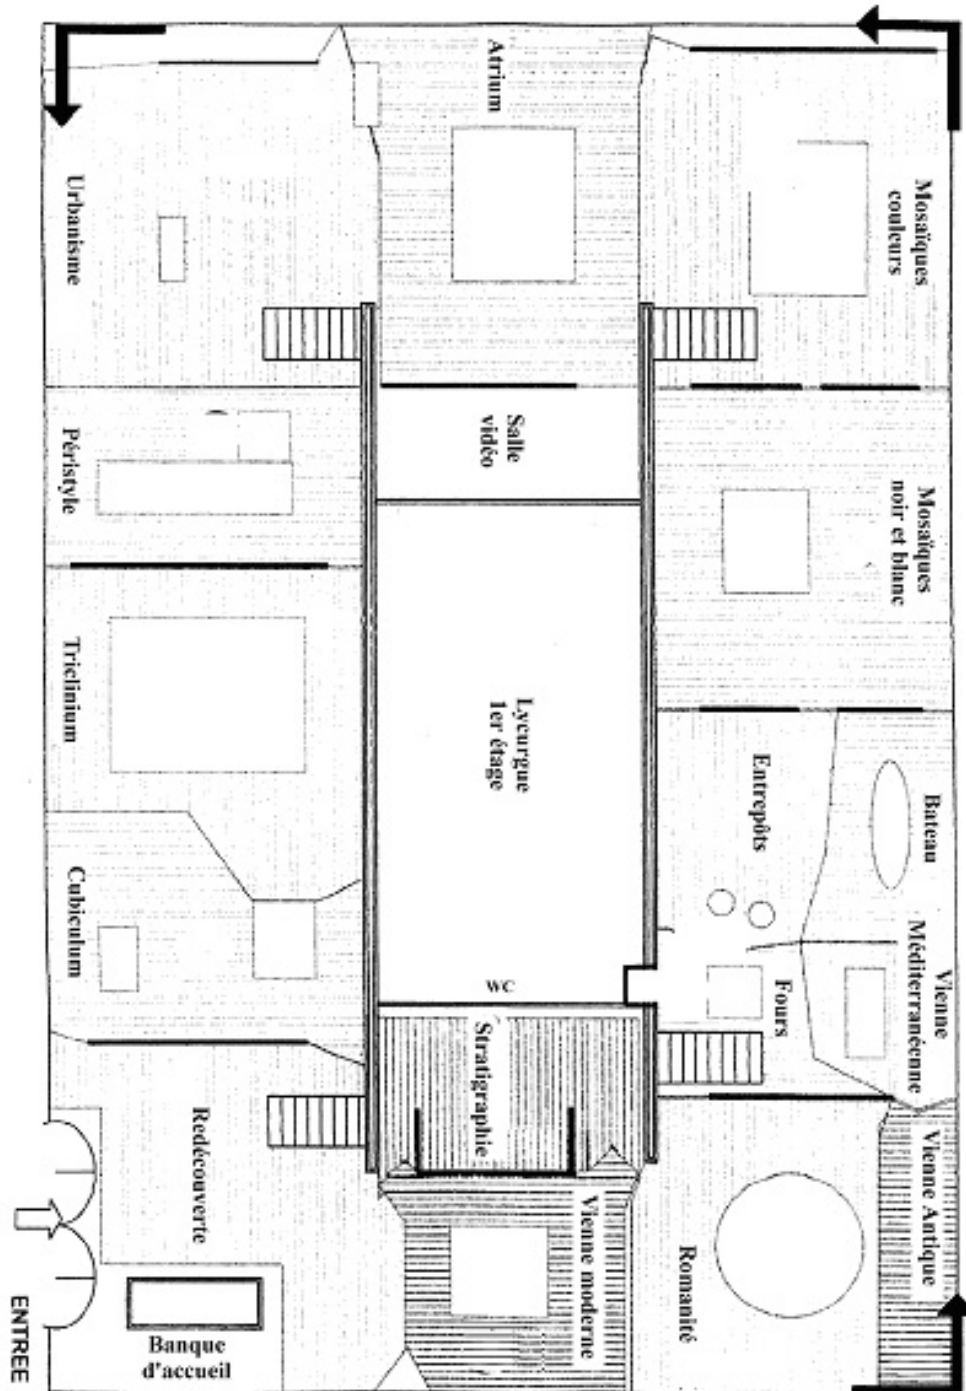 Atrium
Mosaïques
couleurs
Urbanisme
Salle
vidéo
Péristyle
Mosaïques
noir et blanc
Triclinium
Lycurgue
1er étage
Entrepôts
Bateau
Cubiculum
Vienne
Méditerranéenne
Fours
WC
Stratigraphie
Redécouverte
Vienne moderne
Romanité
Vienne Antique
ENTREE
Banque
d'accueil